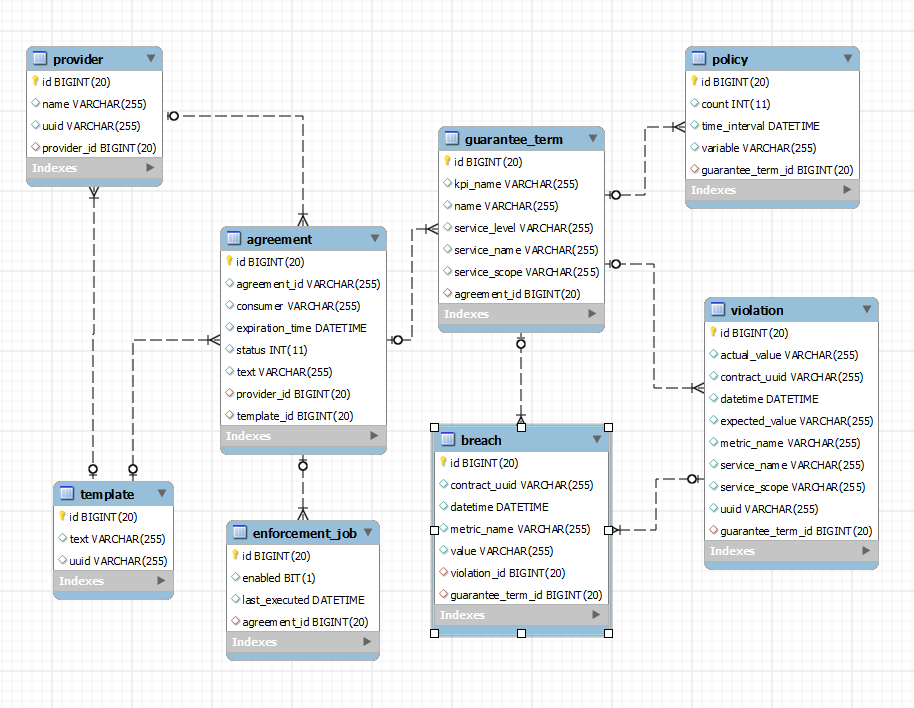 provider
id BIGINT(20)
name VARCHAR(255)
uuid VARCHAR(255)
provider_id BIGINT(20)
Indexes
policy
id BIGINT(20)
count INT(11)
time_interval DATETIME
variable VARCHAR(255)
guarantee_term_id BIGINT(20)
Indexes
guarantee_term
id BIGINT(20)
kpi_name VARCHAR(255)
name VARCHAR(255)
service_level VARCHAR(255)
service_name VARCHAR(255)
service_scope VARCHAR(255)
agreement_id BIGINT(20)
Indexes
agreement
id BIGINT(20)
agreement_id VARCHAR(255)
consumer VARCHAR(255)
expiration_time DATETIME
status INT(11)
text VARCHAR(255)
provider_id BIGINT(20)
template_id BIGINT(20)
Indexes
violation
id BIGINT(20)
actual_value VARCHAR(255)
contract_uuid VARCHAR(255)
datetime DATETIME
expected_value VARCHAR(255)
metric_name VARCHAR(255)
service_name VARCHAR(255)
service_scope VARCHAR(255)
uuid VARCHAR(255)
guarantee_term_id BIGINT(20)
Indexes
breach
id BIGINT(20)
contract_uuid VARCHAR(255)
datetime DATETIME
metric_name VARCHAR(255)
value VARCHAR(255)
violation_id BIGINT(20)
guarantee_term_id BIGINT(20)
Indexes
template
id BIGINT(20)
text VARCHAR(255)
uuid VARCHAR(255)
Indexes
enforcement_job
id BIGINT(20)
enabled BIT(1)
last_executed DATETIME
agreement_id BIGINT(20)
Indexes